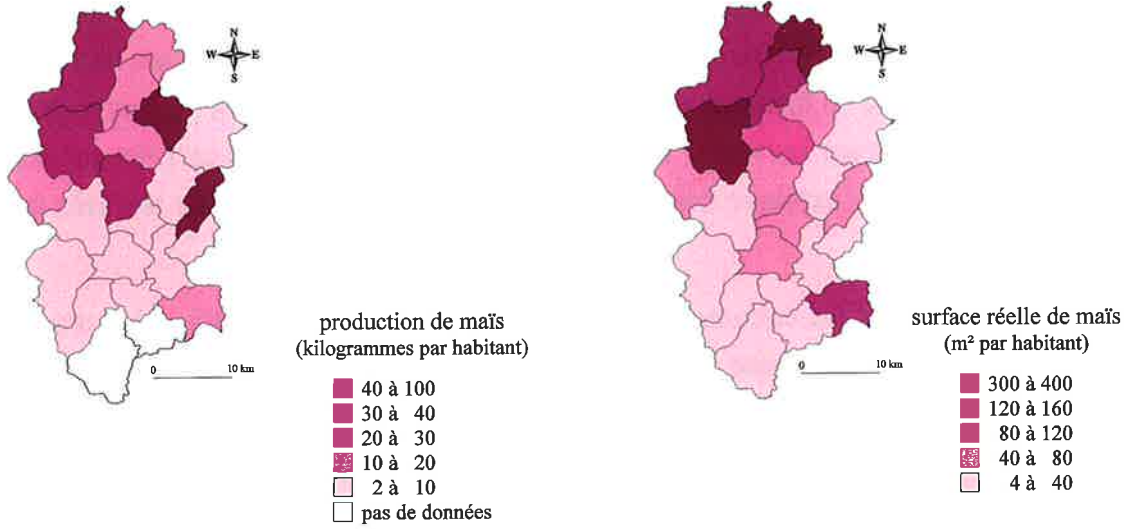 N
W E
S
production de maïs
(kilogrammes par habitant)
40 à 100
30 à 40
20 à 30
10 à 20
2 à 10
pas de données
0 10 km
N
W E
S
surface réelle de maïs
(m² par habitant)
300 à 400
120 à 160
80 à 120
40 à 80
4 à 40
0 10 km